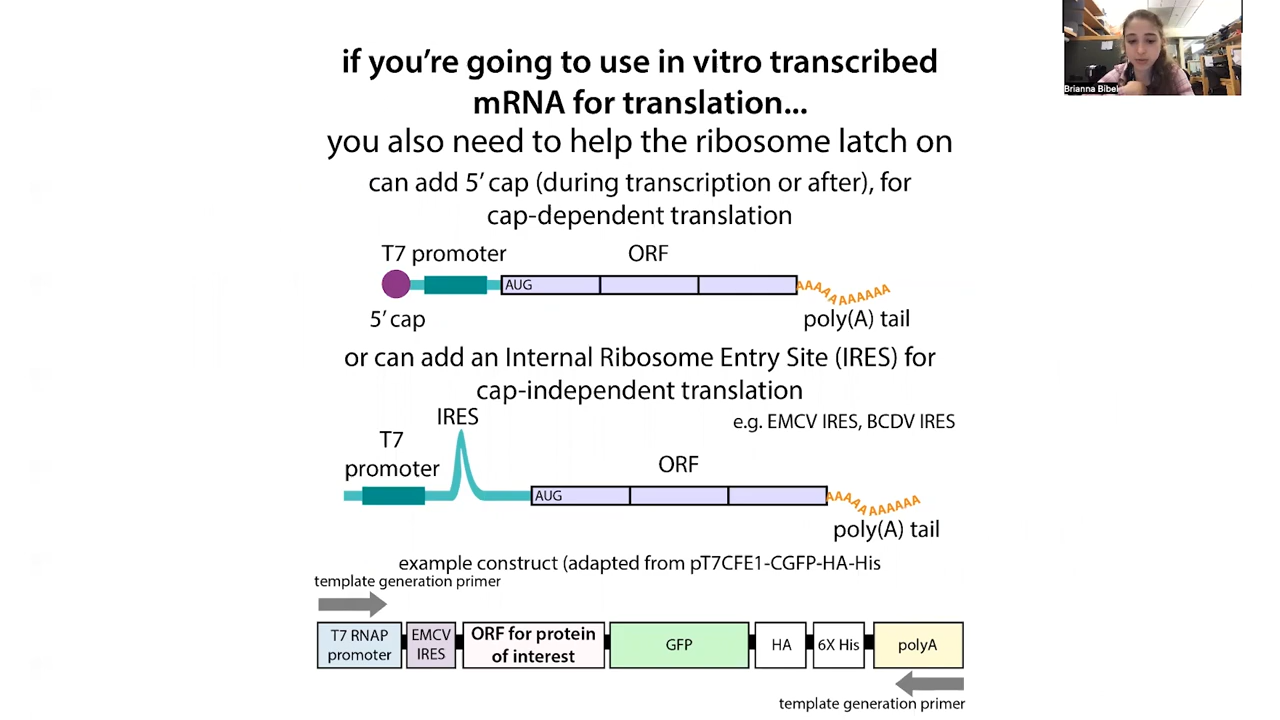 if you're going to use in vitro transcribed
mRNA for translation...
you also need to help the ribosome latch on
can add 5' cap (during transcription or after), for
cap-dependent translation
T7 promoter
ORF
AUG
AAAAAAAAAAA
5' cap
poly(A) tail
or can add an Internal Ribosome Entry Site (IRES) for
cap-independent translation
IRES
e.g. EMCV IRES, BCDV IRES
T7
promoter
ORF
AUG
AAAAAAAAAAA
poly(A) tail
example construct (adapted from pT7CFE1-CGFP-HA-His
template generation primer
T7 RNAP
promoter
EMCV
IRES
ORF for protein
of interest
GFP
HA
6X His
polyA
template generation primer
Brianna Bibel